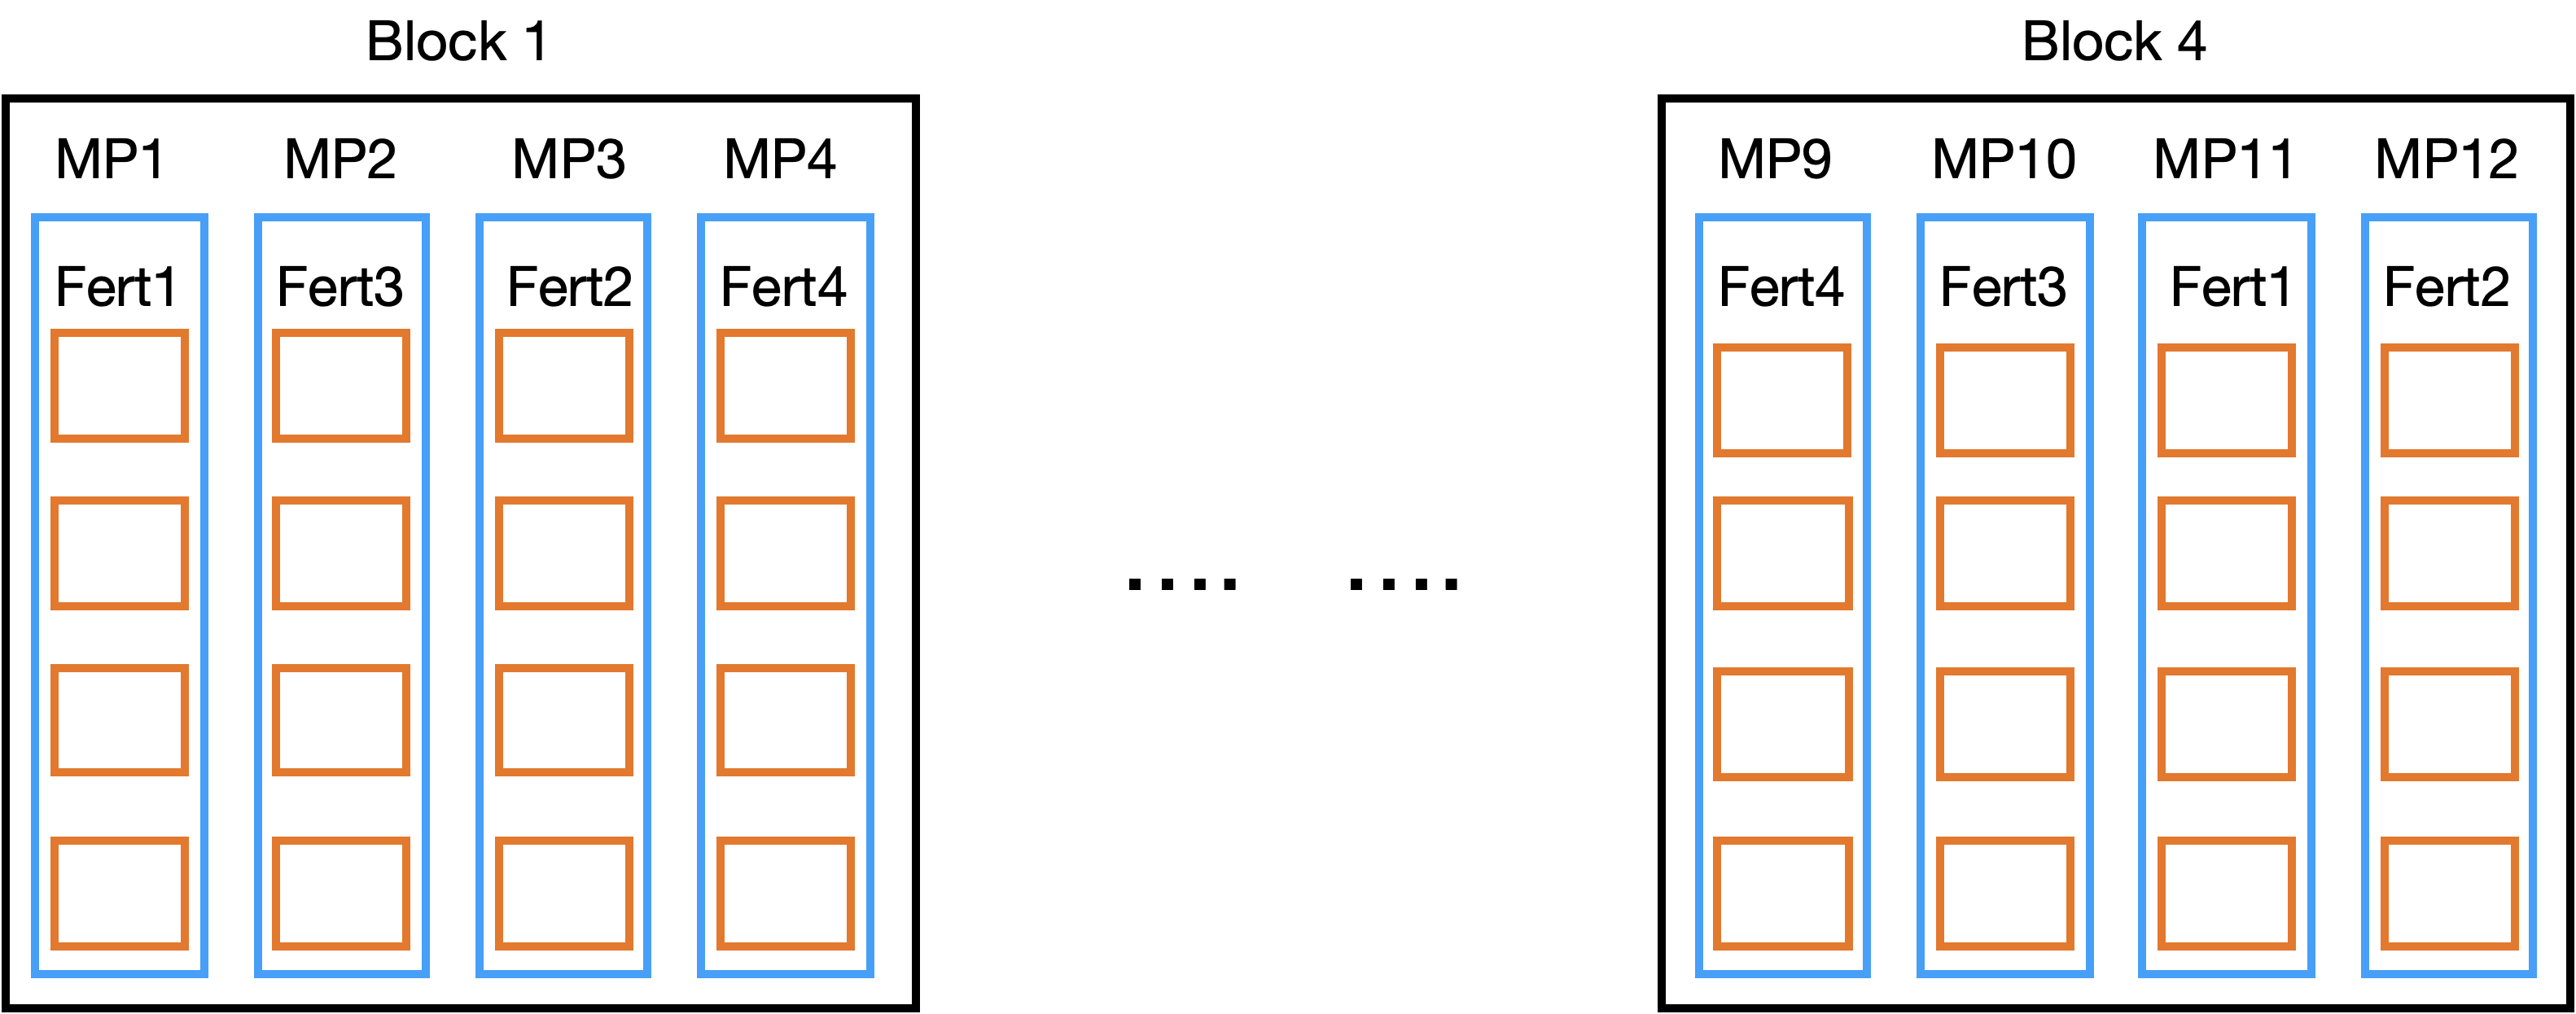 Block 1
Block 4
MP1 MP2 MP3 MP4
MP9 MP10 MP11 MP12
Fert1 Fert3 Fert2 Fert4
Fert4 Fert3 Fert1 Fert2
.... ....